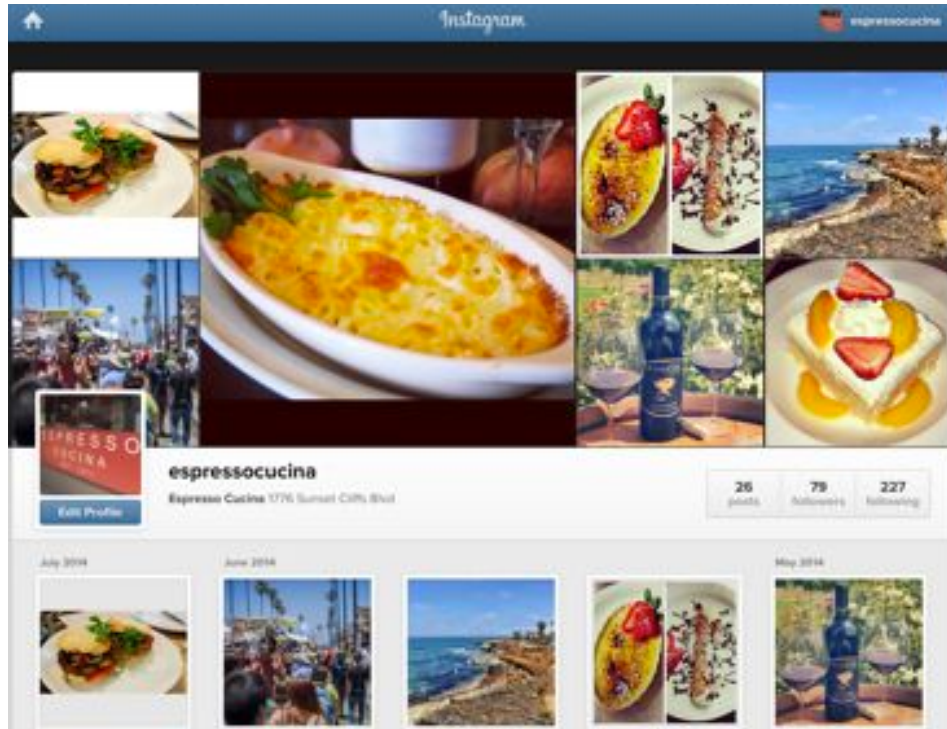 Instagram
espressocucina
ESPRESSO
CUCINA
Edit Profile
espressocucina
Espresso Cucina 1776 Sunset Cliffs Blvd
26
posts
79
followers
227
following
July 2014
June 2014
May 2014